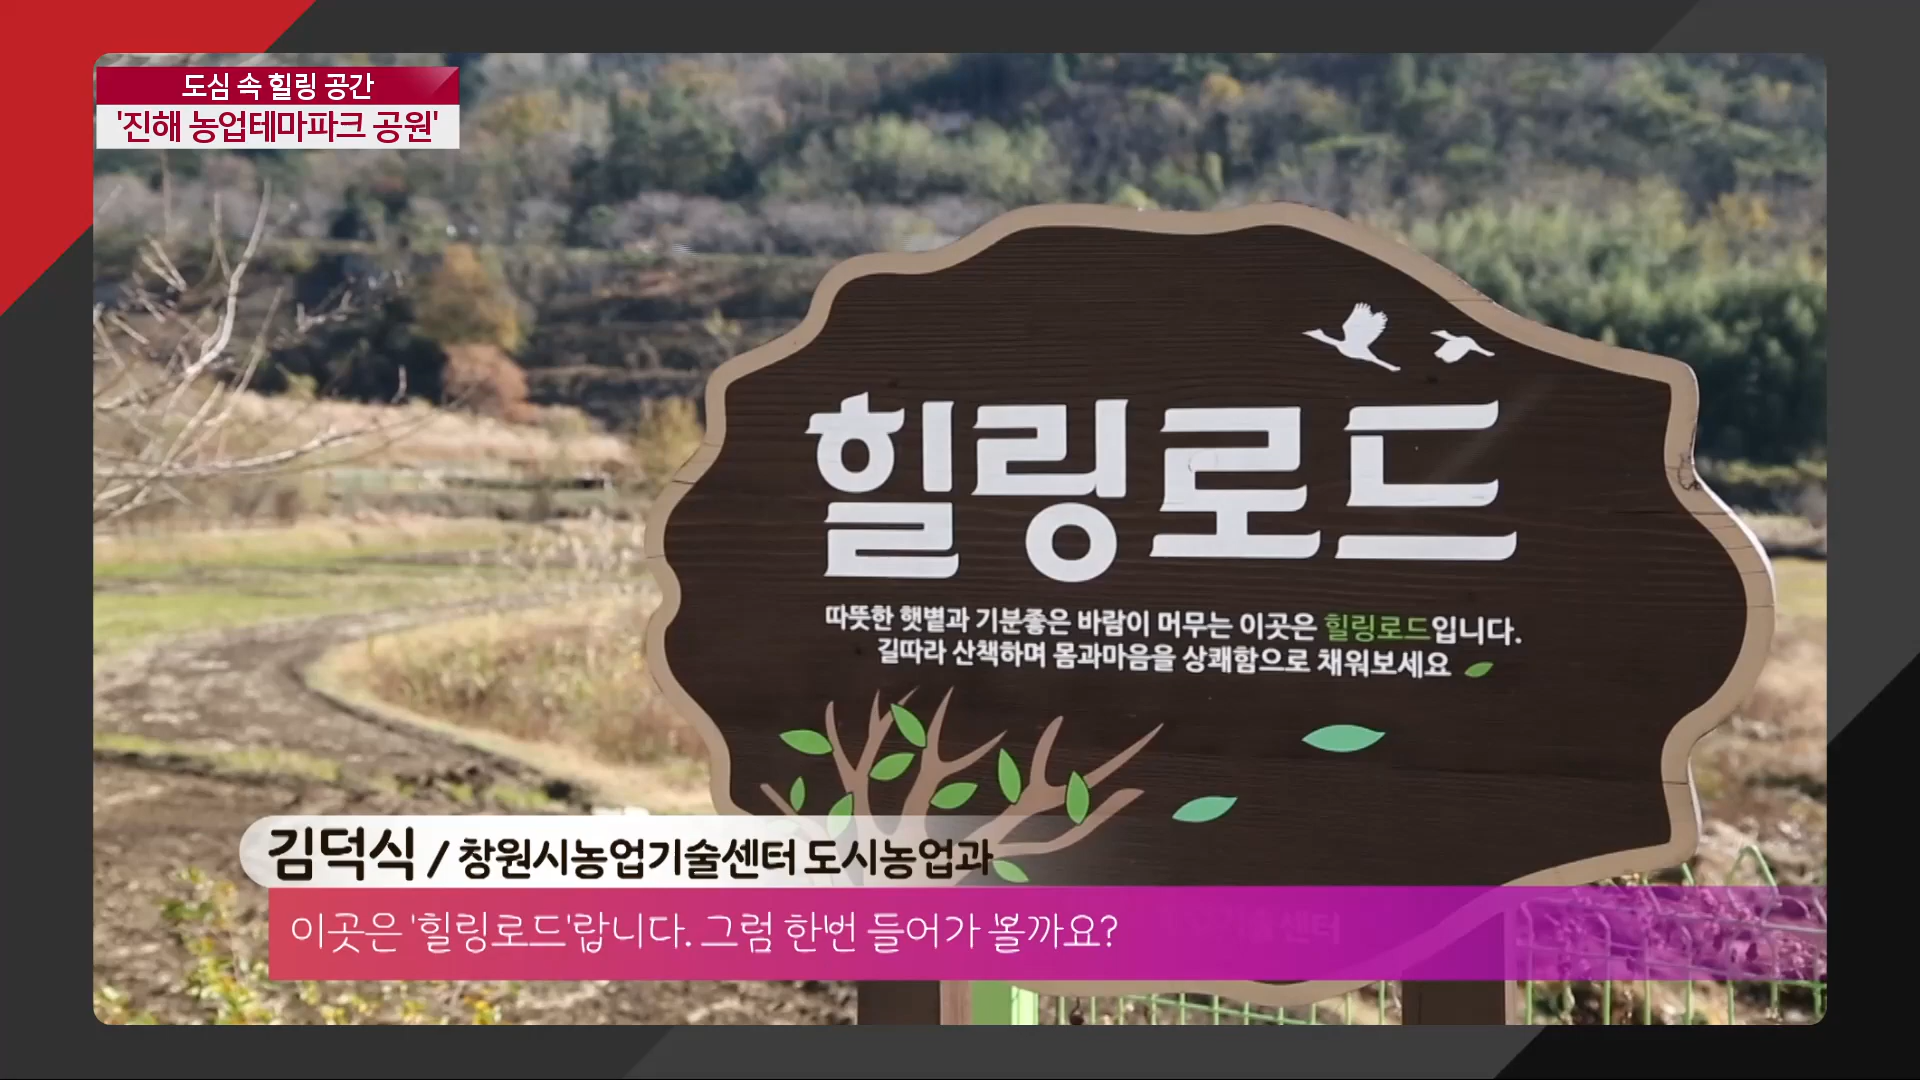 도심 속 힐링 공간
'진해 농업테마파크 공원'
힐링로드
따뜻한 햇볕과 기분좋은 바람이 머무는 이곳은 힐링로드입니다.
길따라 산책하며 몸과마음을 상쾌함으로 채워보세요
김덕식 / 창원시농업기술센터 도시농업과
이곳은 '힐링로드'랍니다. 그럼 한번 들어가 볼까요?
센터